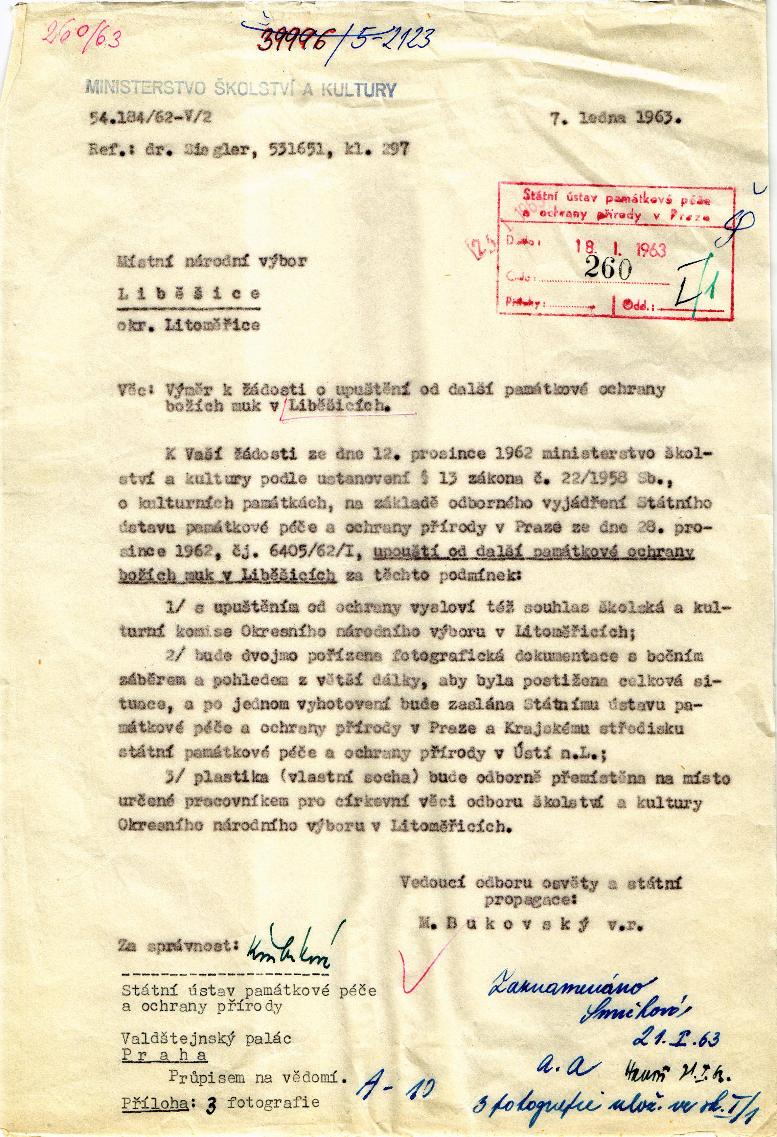 260/63
39996/5-2123
MINISTERSTVO ŠKOLSTVÍ A KULTURY
54.184/62-V/2 7. ledna 1963.
Ref.: dr. Ziegler, 531651, kl. 297
Státní ústav památkové péče
a ochrany přírody v Praze
Došlo: 18. I. 1963
Číslo: 260
Přílohy: Odd.: I/1
Místní národní výbor
Liběšice
okr. Litoměřice
Věc: Výměr k žádosti o upuštění od další památkové ochrany
božích muk v Liběšicích.
K Vaší žádosti ze dne 12. prosince 1962 ministerstvo škol-
ství a kultury podle ustanovení § 13 zákona č. 22/1958 Sb.,
o kulturních památkách, na základě odborného vyjádření Státního
ústavu památkové péče a ochrany přírody v Praze ze dne 28. pro-
since 1962, čj. 6405/62/I, upouští od další památkové ochrany
božích muk v Liběšicích za těchto podmínek:
1/ s upuštěním od ochrany vysloví též souhlas školská a kul-
turní komise Okresního národního výboru v Litoměřicích;
2/ bude dvojmo pořízena fotografická dokumentace s bočním
záběrem a pohledem z větší dálky, aby byla postižena celková si-
tuace, a po jednom vyhotovení bude zaslána Státnímu ústavu pa-
mátkové péče a ochrany přírody v Praze a Krajskému středisku
státní památkové péče a ochrany přírody v Ústí n.L.;
3/ plastika (vlastní socha) bude odborně přemístěna na místo
určené pracovníkem pro církevní věci odboru školství a kultury
Okresního národního výboru v Litoměřicích.
Vedoucí odboru osvěty a státní
propagace:
M. Bukovský v.r.
Za správnost:
Státní ústav památkové péče
a ochrany přírody
Valdštejnský palác
Praha
Průpisem na vědomí.
Příloha: 3 fotografie
A-10
Zaznamenáno
21.I.63
a.a
3 fotografie ulož. ve sb. I/1